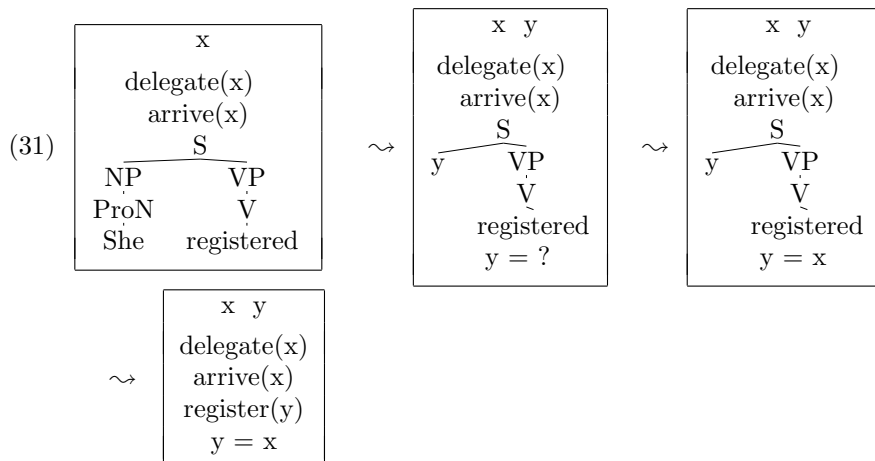 (31)
x
delegate(x)
arrive(x)
S
NP VP
ProN V
She registered
⤳
x y
delegate(x)
arrive(x)
S
y VP
V
registered
y = ?
⤳
x y
delegate(x)
arrive(x)
S
y VP
V
registered
y = x
⤳
x y
delegate(x)
arrive(x)
register(y)
y = x